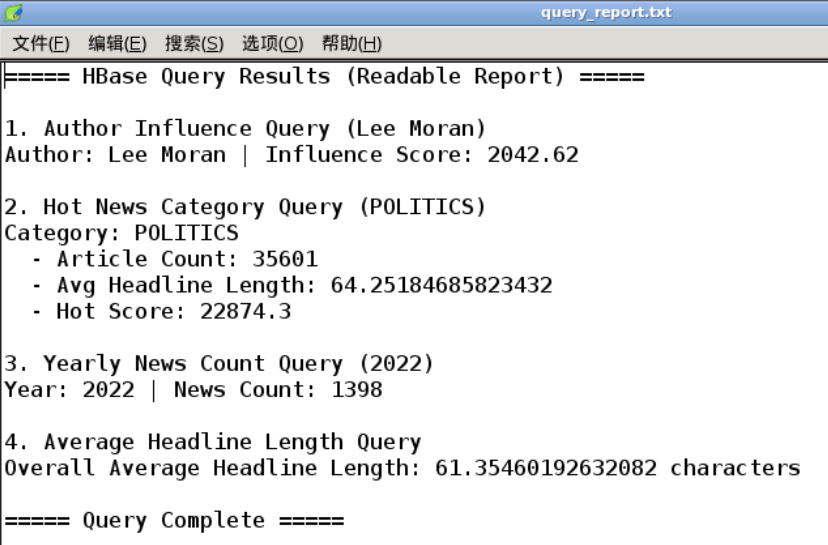 query_report.txt
文件(F) 编辑(E) 搜索(S) 选项(O) 帮助(H)
===== HBase Query Results (Readable Report) =====
1. Author Influence Query (Lee Moran)
Author: Lee Moran | Influence Score: 2042.62
2. Hot News Category Query (POLITICS)
Category: POLITICS
- Article Count: 35601
- Avg Headline Length: 64.25184685823432
- Hot Score: 22874.3
3. Yearly News Count Query (2022)
Year: 2022 | News Count: 1398
4. Average Headline Length Query
Overall Average Headline Length: 61.35460192632082 characters
===== Query Complete =====